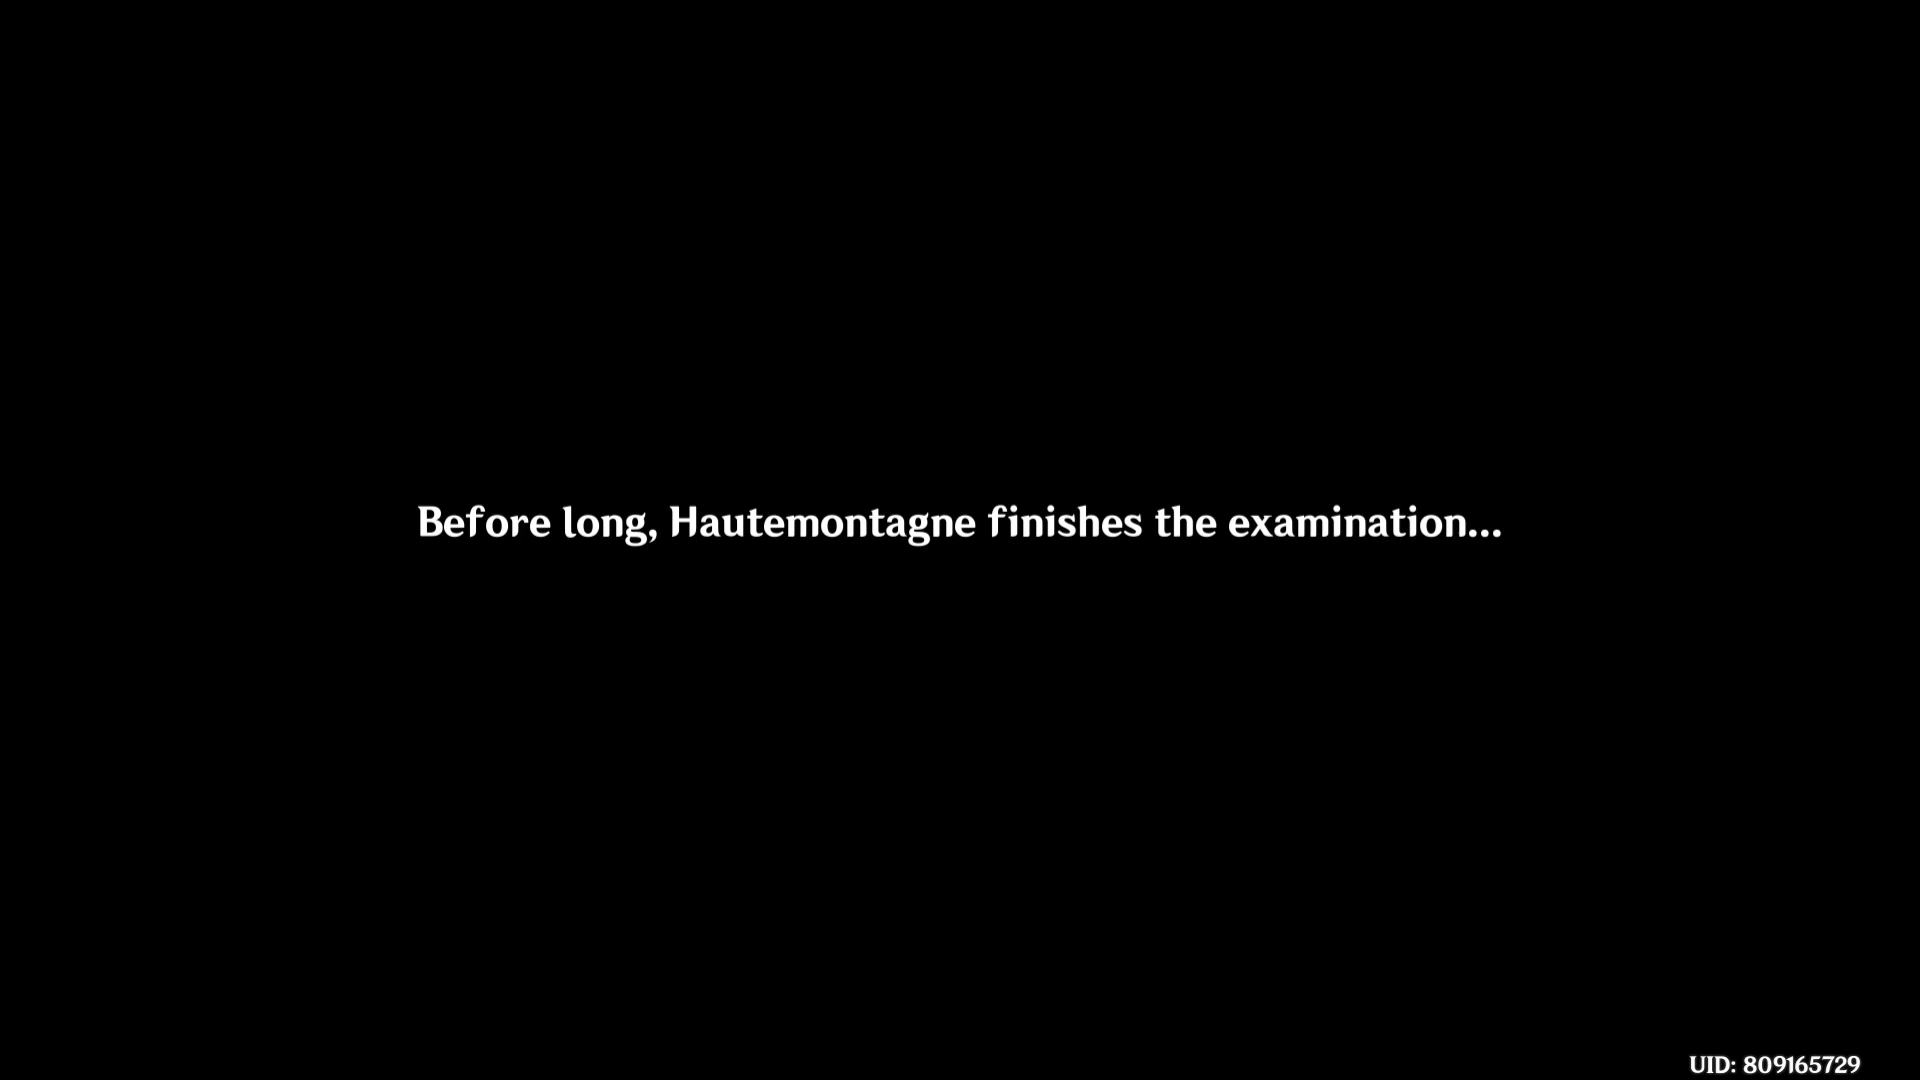 Before long, Hautemontagne finishes the examination...
UID: 809165729